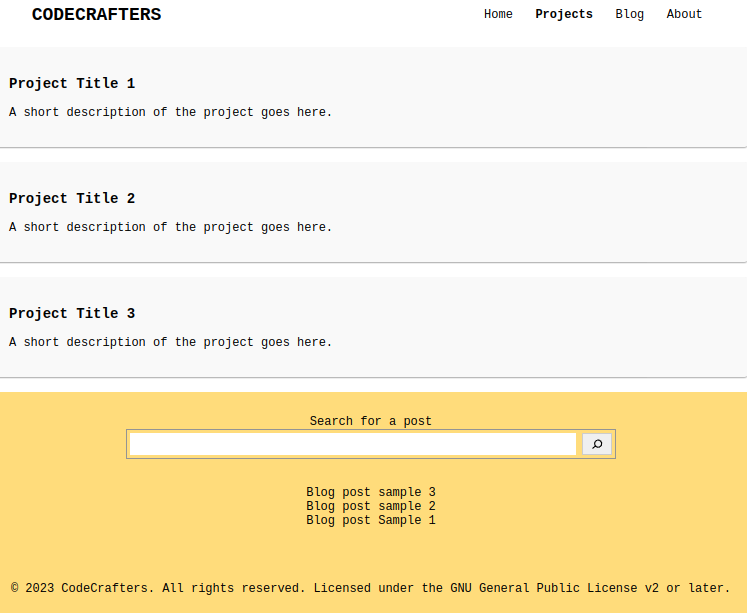 CODECRAFTERS
Home Projects Blog About
Project Title 1
A short description of the project goes here.
Project Title 2
A short description of the project goes here.
Project Title 3
A short description of the project goes here.
Search for a post
Blog post sample 3
Blog post sample 2
Blog post Sample 1
© 2023 CodeCrafters. All rights reserved. Licensed under the GNU General Public License v2 or later.